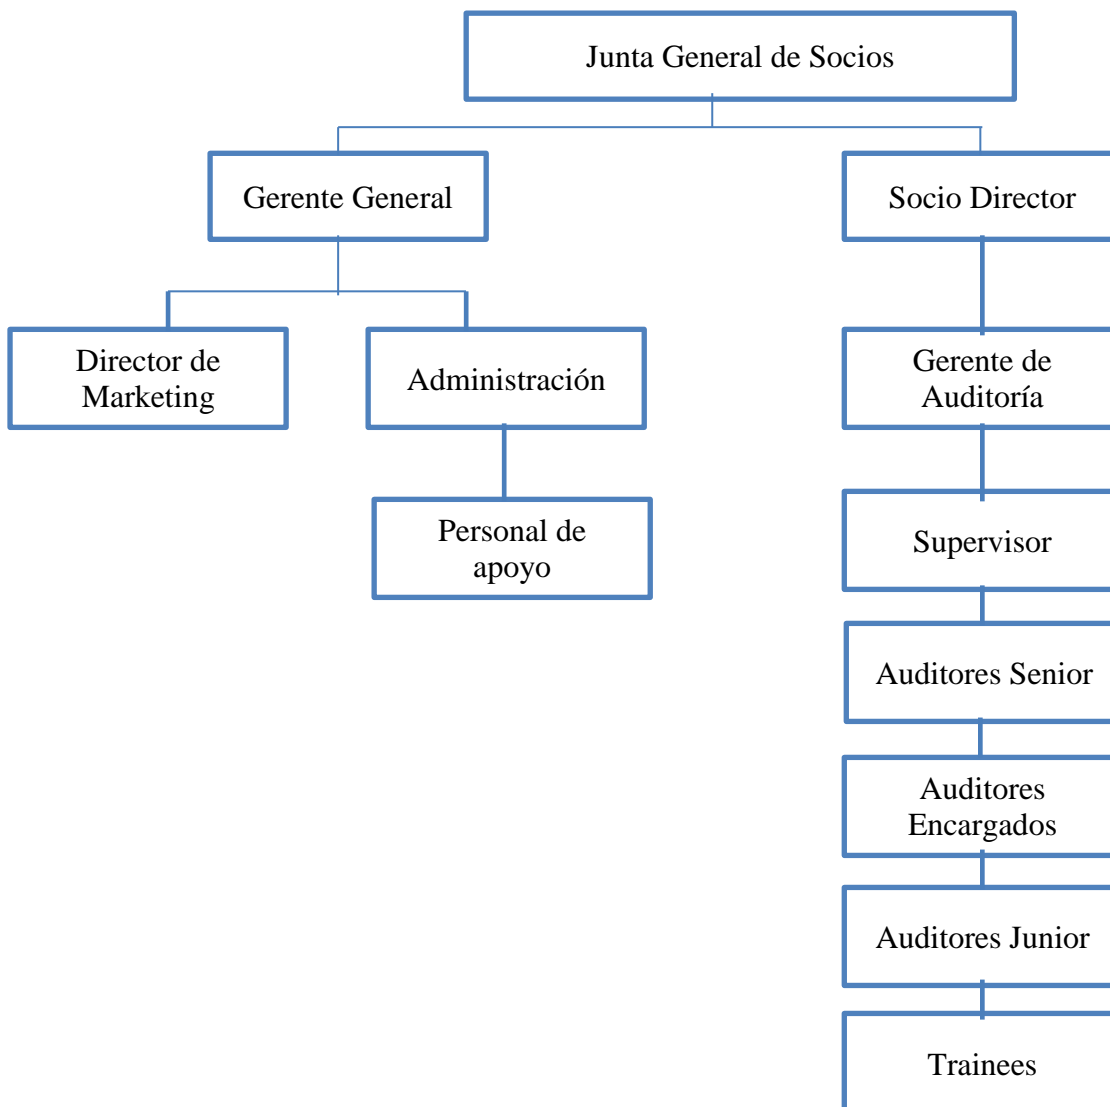 Junta General de Socios
Gerente General
Socio Director
Director de
Marketing
Administración
Gerente de
Auditoría
Personal de
apoyo
Supervisor
Auditores Senior
Auditores
Encargados
Auditores Junior
Trainees